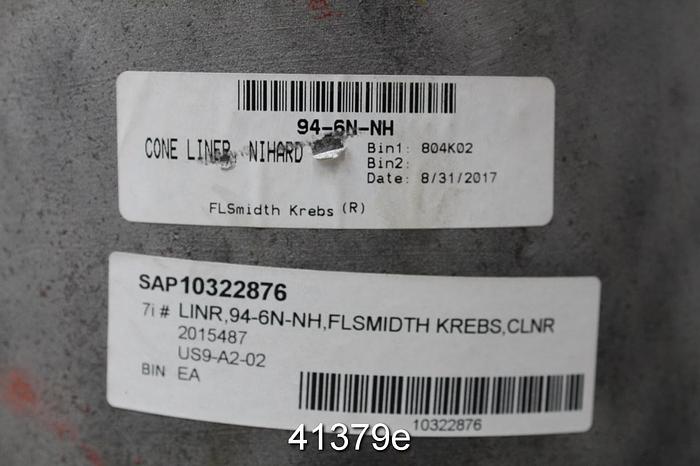 94-6N-NH
CONE LINER, NIHARD
Bin1: 804K02
Bin2:
Date: 8/31/2017
FLSmidth Krebs (R)
SAP10322876
7i # LINR,94-6N-NH,FLSMIDTH KREBS,CLNR
2015487
US9-A2-02
BIN EA
10322876
41379e